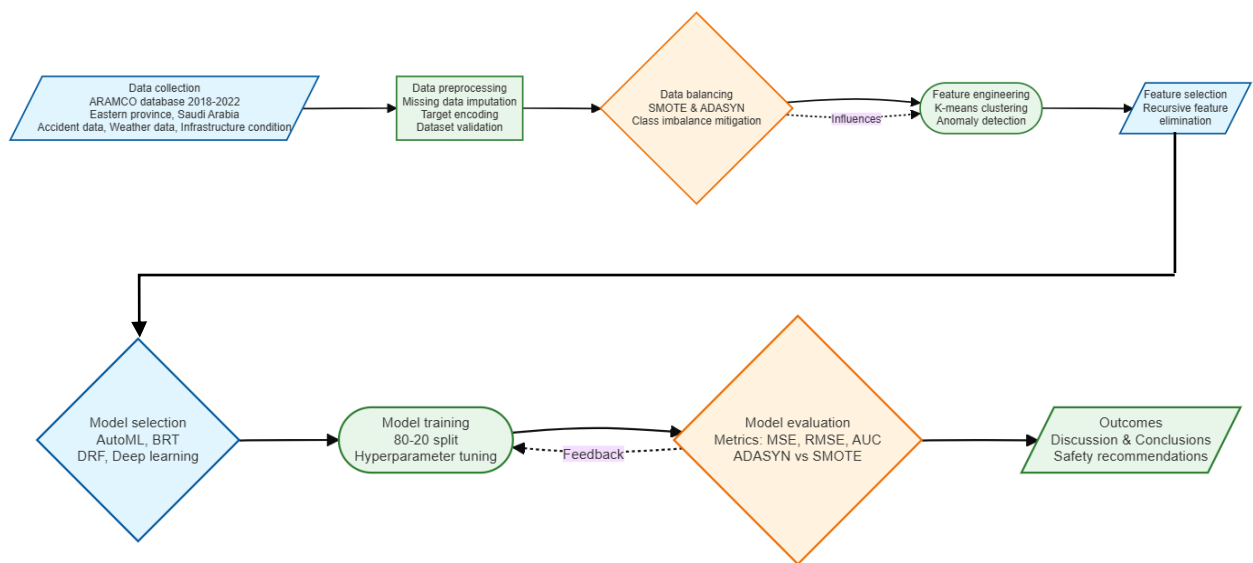 Data collection
ARAMCO database 2018-2022
Eastern province, Saudi Arabia
Accident data, Weather data, Infrastructure condition
Data preprocessing
Missing data imputation
Target encoding
Dataset validation
Data balancing
SMOTE & ADASYN
Class imbalance mitigation
Influences
Feature engineering
K-means clustering
Anomaly detection
Feature selection
Recursive feature
elimination
Model selection
AutoML, BRT
DRF, Deep learning
Model training
80-20 split
Hyperparameter tuning
Feedback
Model evaluation
Metrics: MSE, RMSE, AUC
ADASYN vs SMOTE
Outcomes
Discussion & Conclusions
Safety recommendations